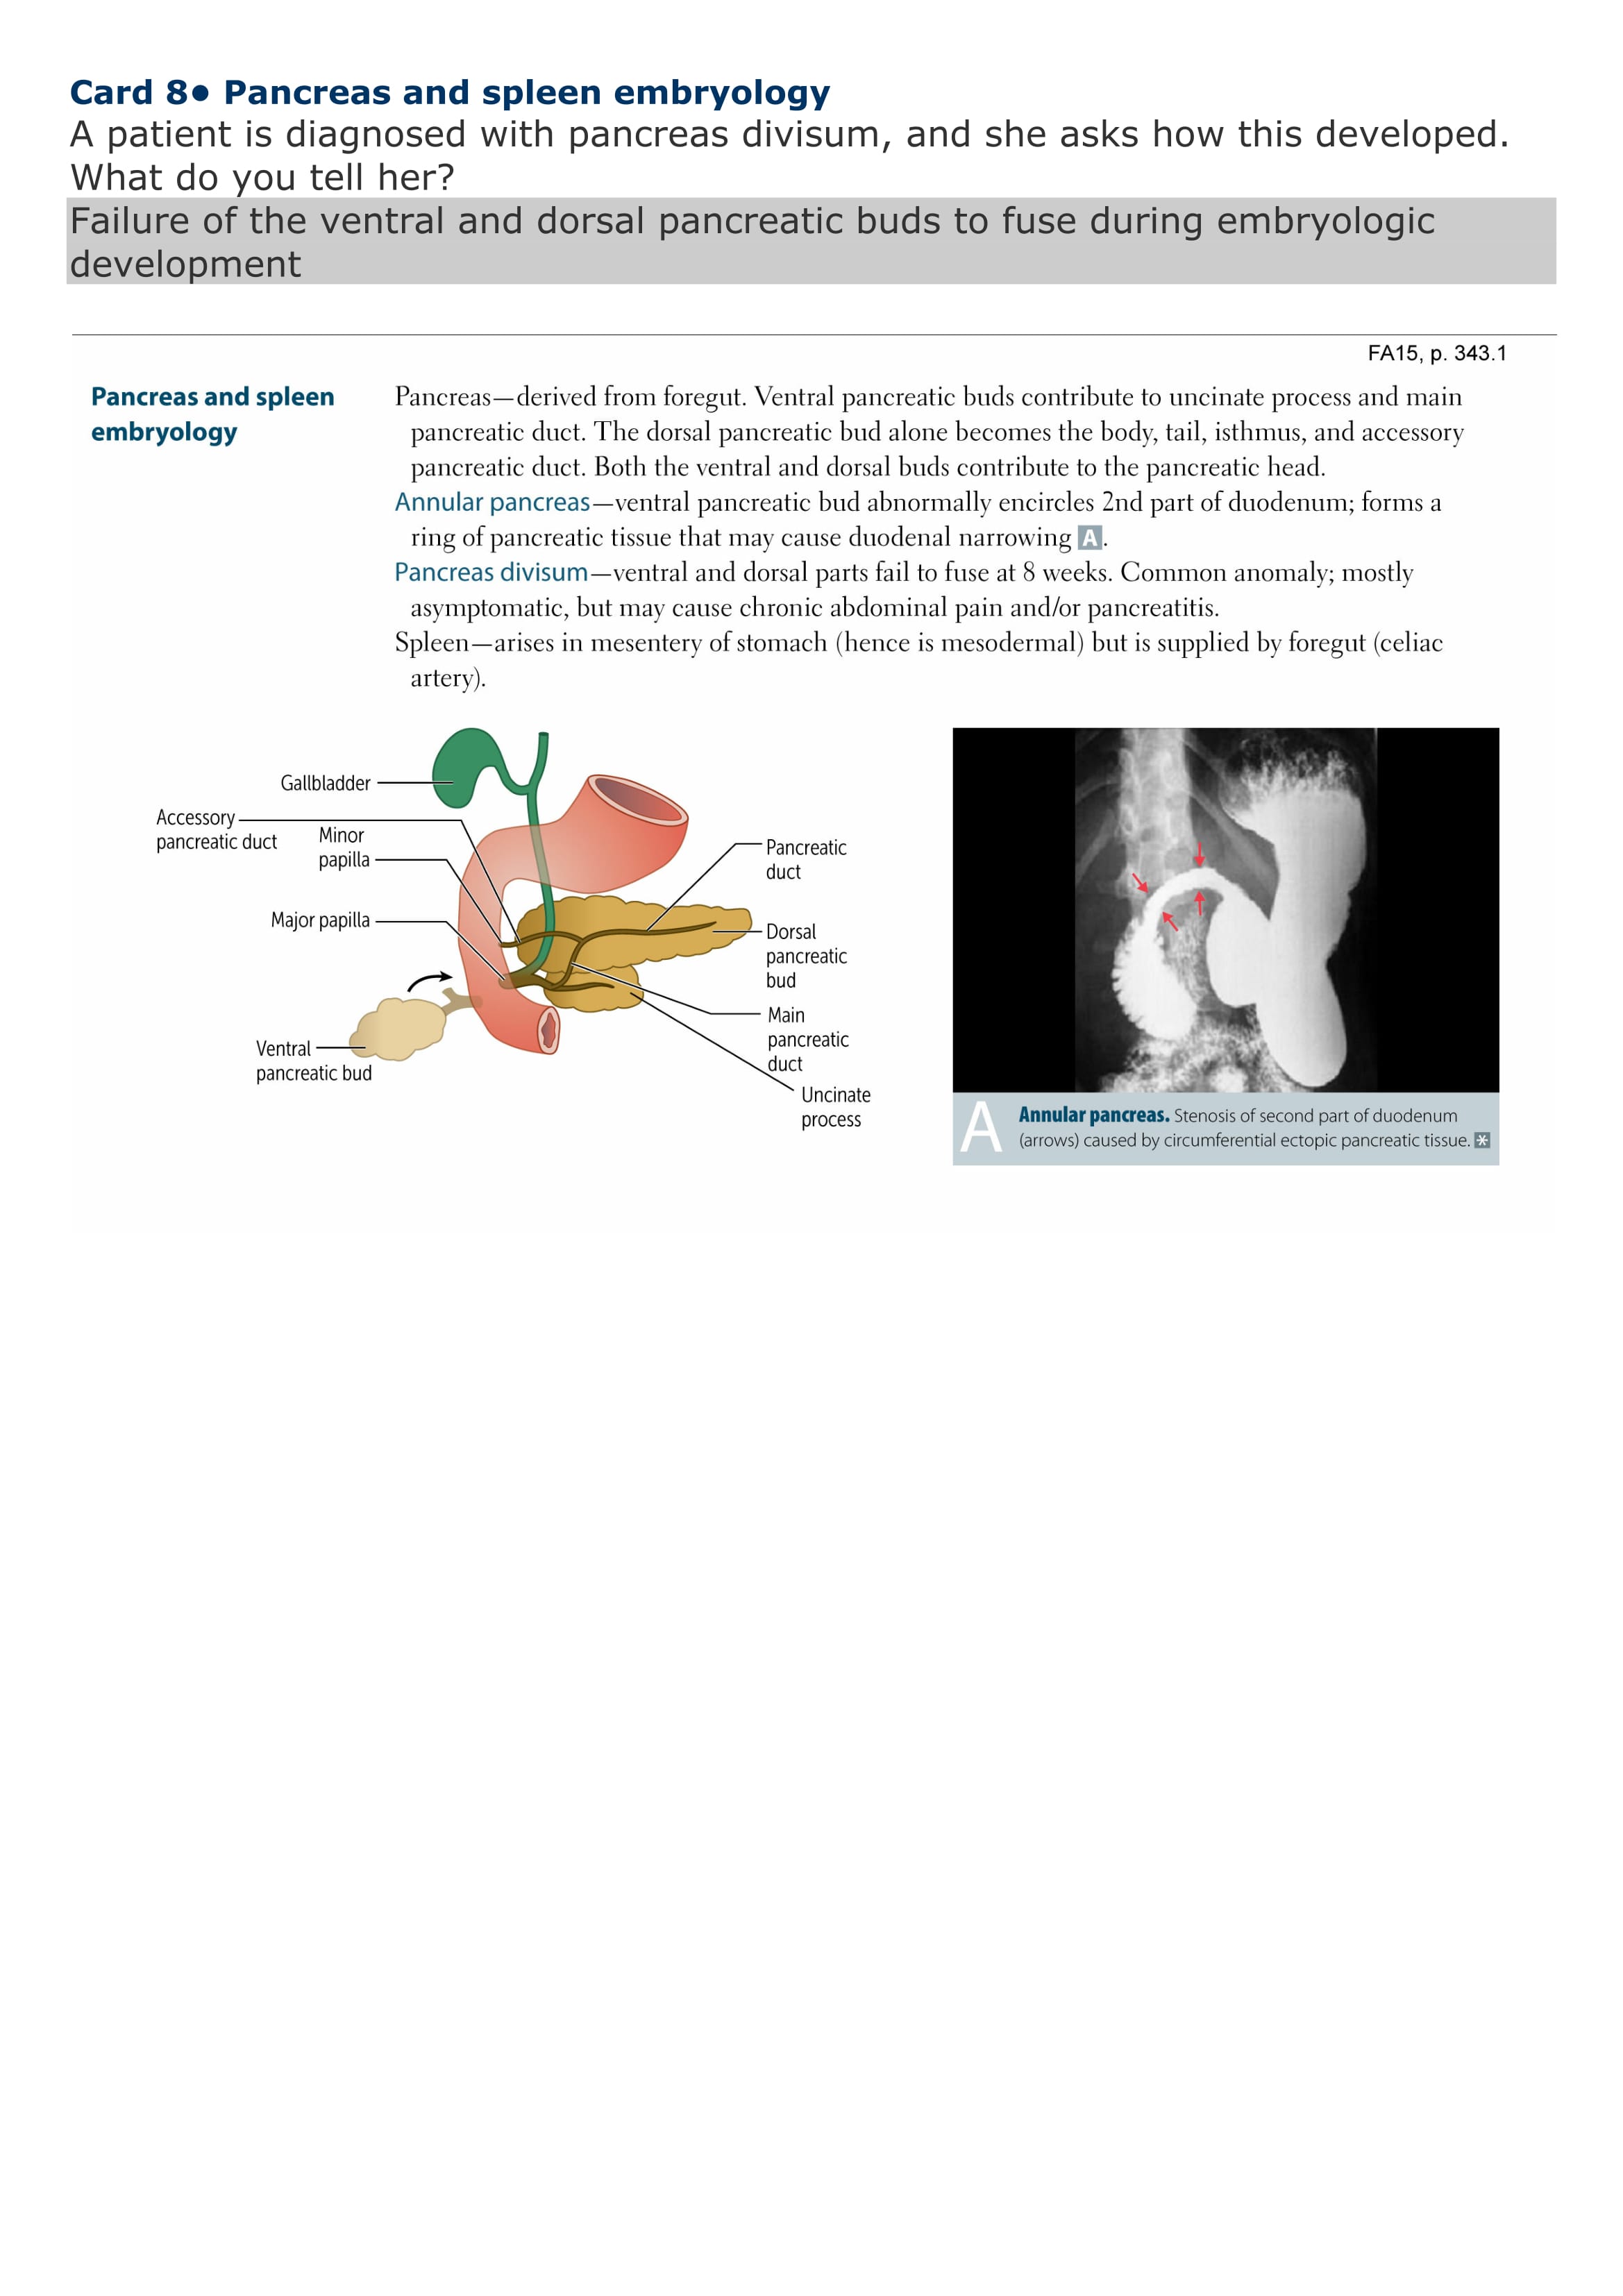 Card 8• Pancreas and spleen embryology
A patient is diagnosed with pancreas divisum, and she asks how this developed.
What do you tell her?
Failure of the ventral and dorsal pancreatic buds to fuse during embryologic
development
FA15, p. 343.1
Pancreas and spleen
embryology
Pancreas—derived from foregut. Ventral pancreatic buds contribute to uncinate process and main
pancreatic duct. The dorsal pancreatic bud alone becomes the body, tail, isthmus, and accessory
pancreatic duct. Both the ventral and dorsal buds contribute to the pancreatic head.
Annular pancreas—ventral pancreatic bud abnormally encircles 2nd part of duodenum; forms a
ring of pancreatic tissue that may cause duodenal narrowing A.
Pancreas divisum—ventral and dorsal parts fail to fuse at 8 weeks. Common anomaly; mostly
asymptomatic, but may cause chronic abdominal pain and/or pancreatitis.
Spleen—arises in mesentery of stomach (hence is mesodermal) but is supplied by foregut (celiac
artery).
Gallbladder
Accessory
pancreatic duct
Minor
papilla
Major papilla
Ventral
pancreatic bud
Pancreatic
duct
Dorsal
pancreatic
bud
Main
pancreatic
duct
Uncinate
process
A
Annular pancreas. Stenosis of second part of duodenum
(arrows) caused by circumferential ectopic pancreatic tissue. *